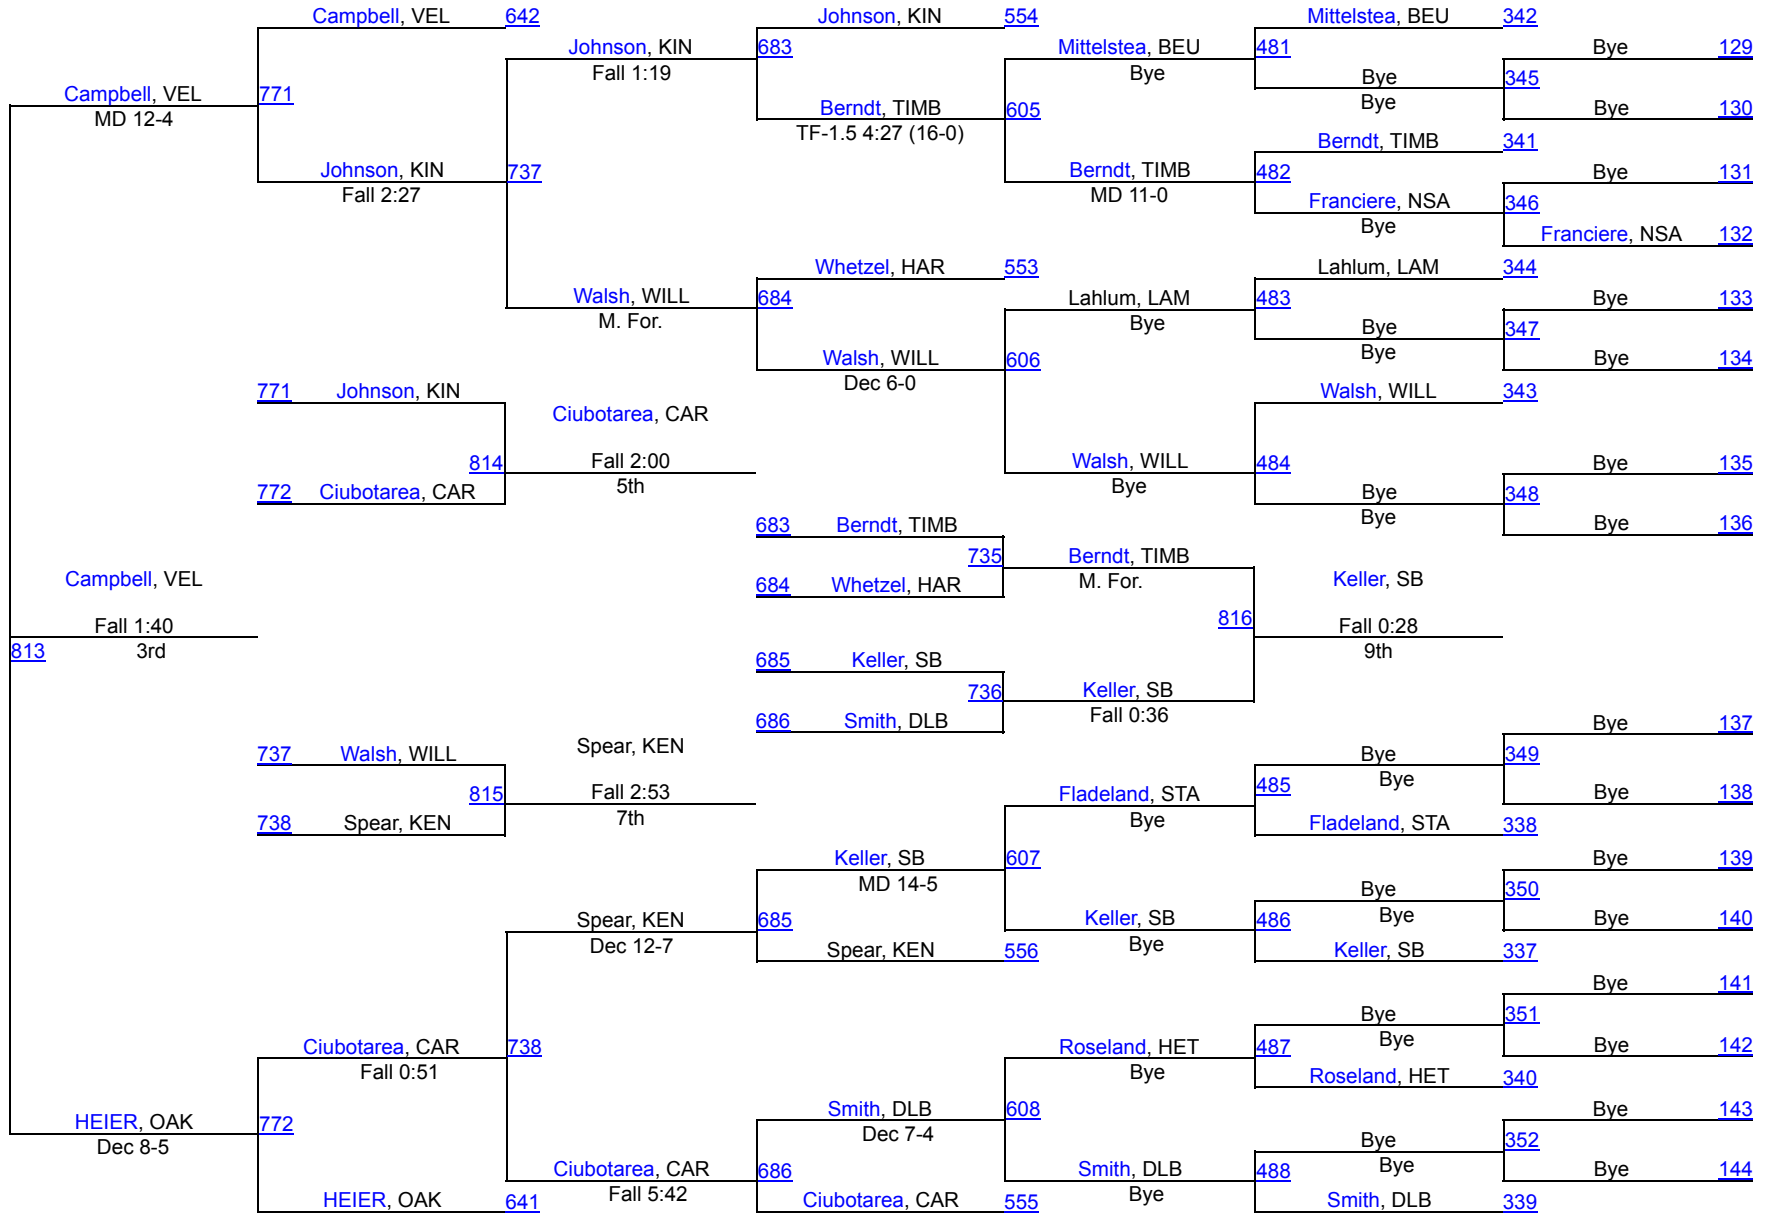 Campbell, VEL 642
Johnson, KIN 554
Mittelstea, BEU 342
Johnson, KIN 683
Fall 1:19
Mittelstea, BEU 481
Bye
Bye 129
Bye 345
Bye
Campbell, VEL 771
MD 12-4
Berndt, TIMB 605
TF-1.5 4:27 (16-0)
Bye 130
Berndt, TIMB 341
Johnson, KIN 737
Fall 2:27
Berndt, TIMB 482
MD 11-0
Bye 131
Franciere, NSA 346
Bye
Franciere, NSA 132
Whetzel, HAR 553
Lahlum, LAM 344
Walsh, WILL 684
M. For.
Lahlum, LAM 483
Bye
Bye 133
Bye 347
Bye
Walsh, WILL 606
Dec 6-0
Bye 134
771 Johnson, KIN
Walsh, WILL 343
Ciubotarea, CAR
814 Fall 2:00
5th
Walsh, WILL 484
Bye
Bye 135
772 Ciubotarea, CAR
Bye 348
Bye
683 Berndt, TIMB
Bye 136
735 Berndt, TIMB
M. For.
Campbell, VEL
684 Whetzel, HAR
Keller, SB
Fall 1:40
813 3rd
816 Fall 0:28
9th
685 Keller, SB
736 Keller, SB
Fall 0:36
686 Smith, DLB
Bye 137
737 Walsh, WILL
Spear, KEN
Bye 349
Bye
815 Fall 2:53
7th
Fladeland, STA 485
Bye
Bye 138
738 Spear, KEN
Fladeland, STA 338
Keller, SB 607
MD 14-5
Bye 139
Bye 350
Bye
Spear, KEN 685
Dec 12-7
Keller, SB 486
Bye
Bye 140
Spear, KEN 556
Keller, SB 337
Bye 141
Bye 351
Bye
Ciubotarea, CAR 738
Fall 0:51
Roseland, HET 487
Bye
Bye 142
Roseland, HET 340
HEIER, OAK 772
Dec 8-5
Smith, DLB 608
Dec 7-4
Bye 143
Bye 352
Bye
Ciubotarea, CAR 686
Fall 5:42
Smith, DLB 488
Bye
Bye 144
HEIER, OAK 641
Ciubotarea, CAR 555
Smith, DLB 339